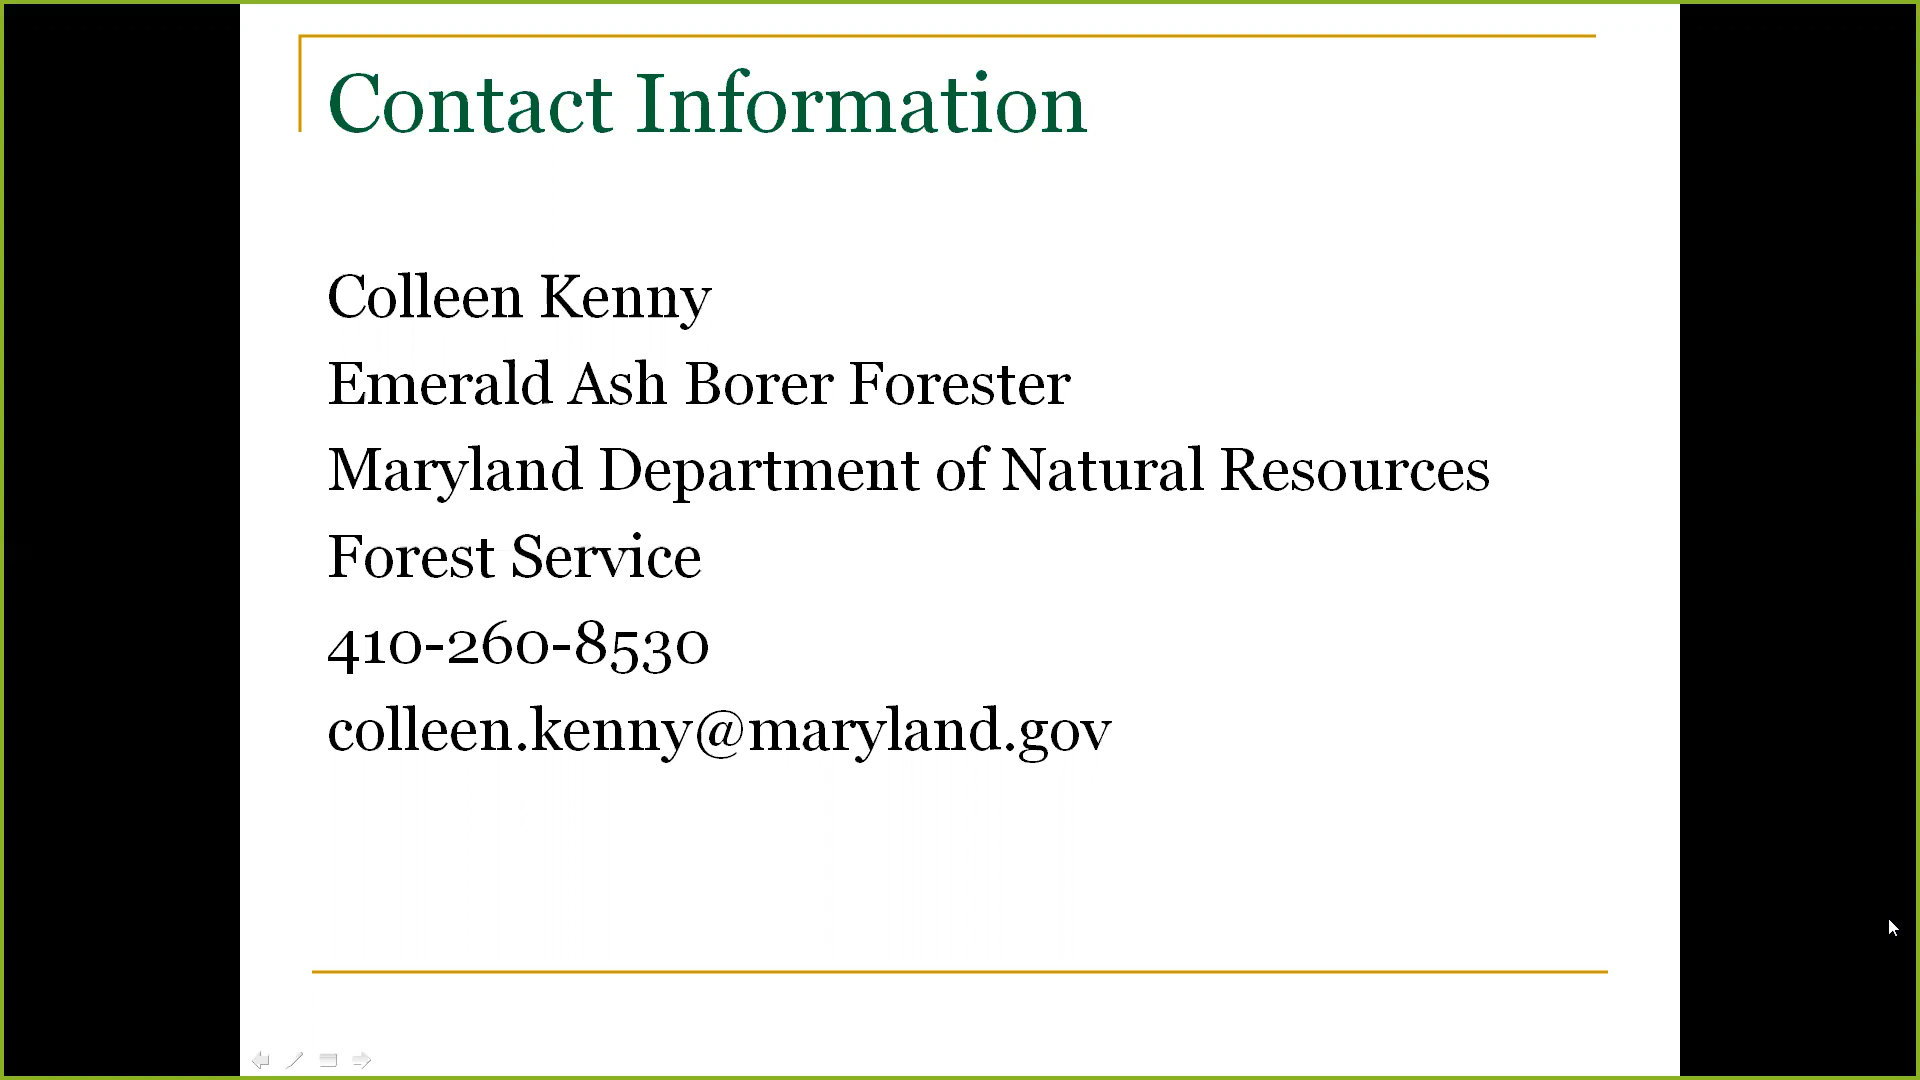 Contact Information
Colleen Kenny
Emerald Ash Borer Forester
Maryland Department of Natural Resources
Forest Service
410-260-8530
colleen.kenny@maryland.gov